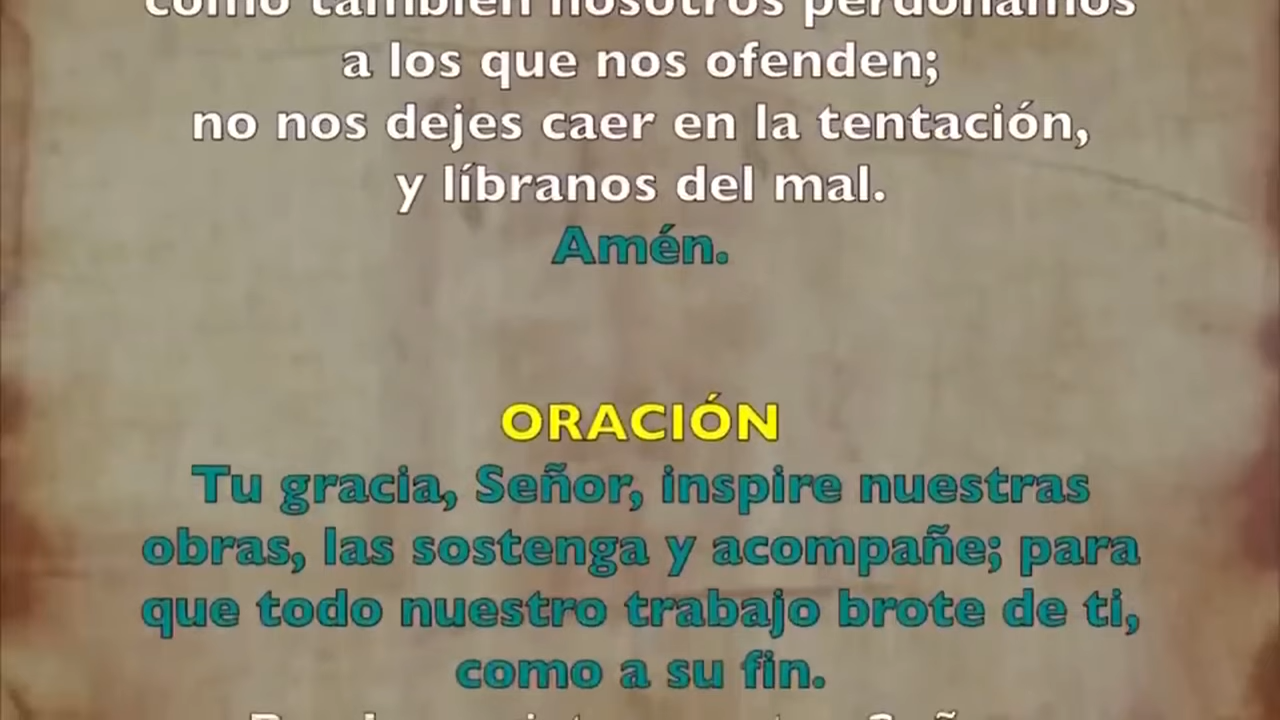 como también nosotros perdonamos
a los que nos ofenden;
no nos dejes caer en la tentación,
y líbranos del mal.
Amén.
ORACIÓN
Tu gracia, Señor, inspire nuestras
obras, las sostenga y acompañe; para
que todo nuestro trabajo brote de ti,
como a su fin.